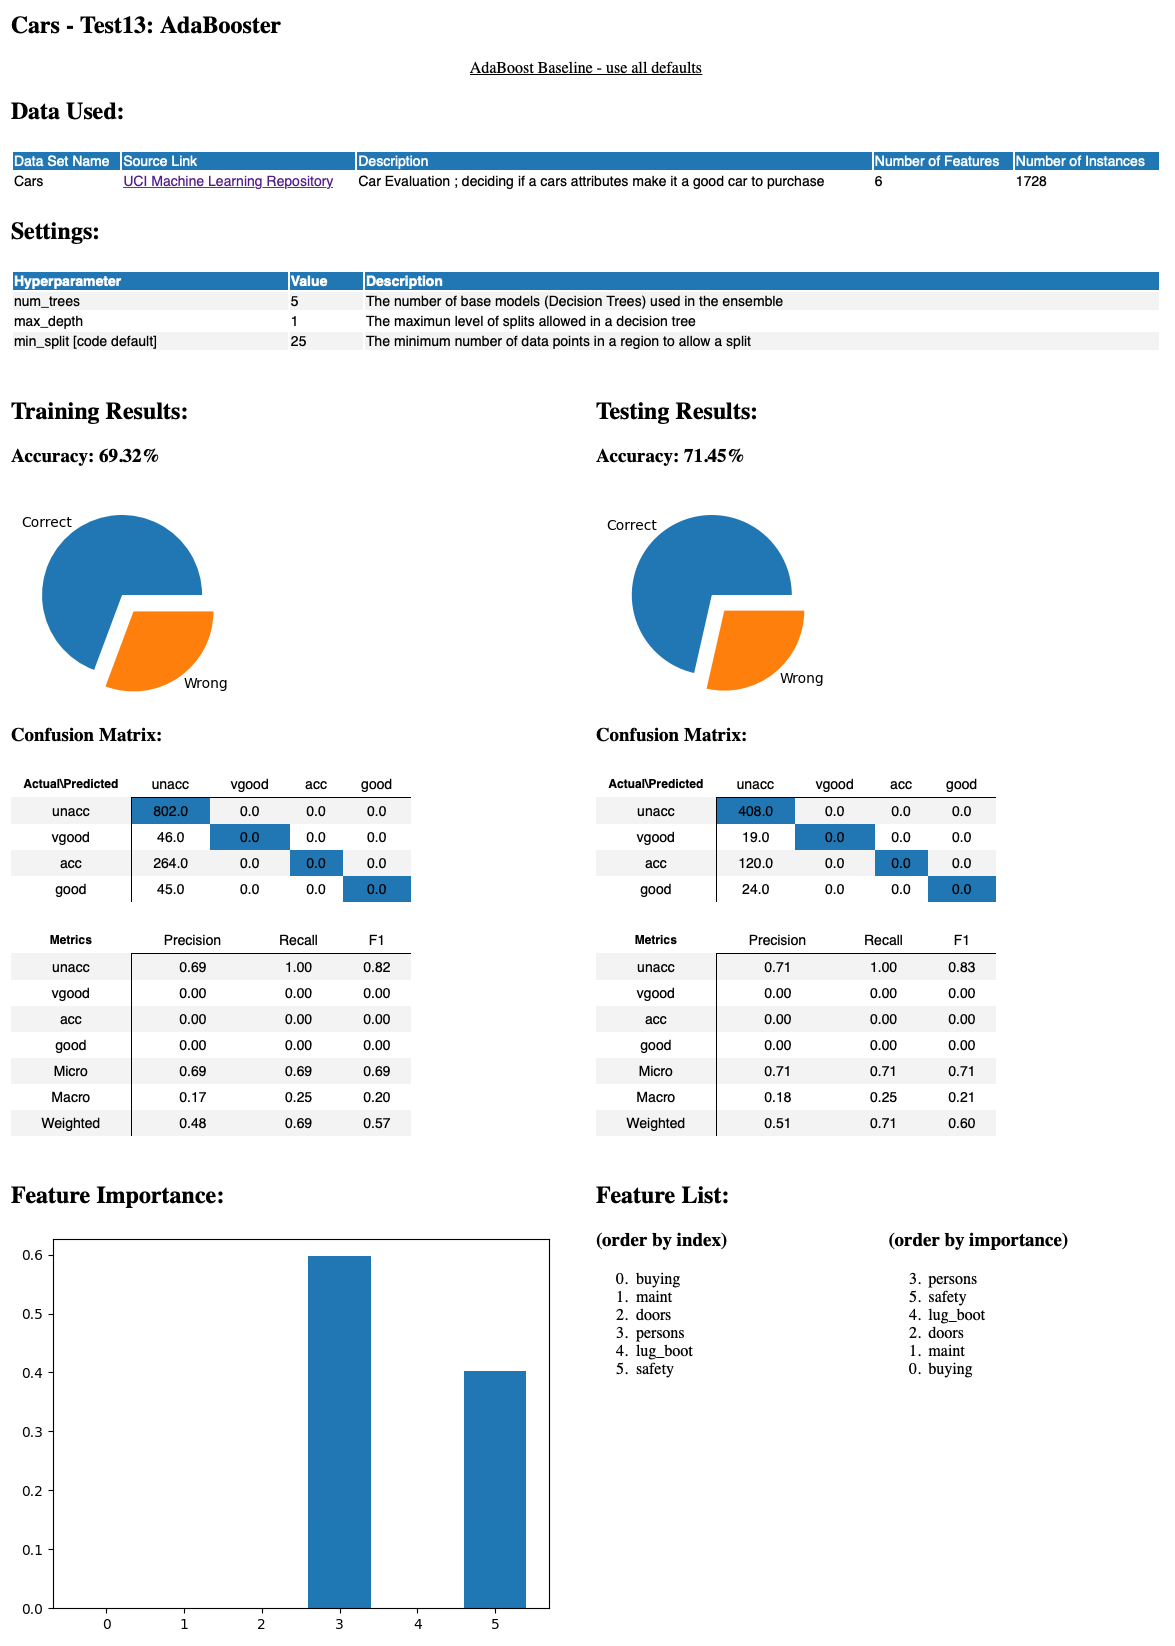 Cars - Test13: AdaBooster
AdaBoost Baseline - use all defaults
Data Used:
Data Set Name Source Link Description Number of Features Number of Instances
Cars UCI Machine Learning Repository Car Evaluation ; deciding if a cars attributes make it a good car to purchase 6 1728
Settings:
Hyperparameter Value Description
num_trees 5 The number of base models (Decision Trees) used in the ensemble
max_depth 1 The maximun level of splits allowed in a decision tree
min_split [code default] 25 The minimum number of data points in a region to allow a split
Training Results:
Accuracy: 69.32%
Correct
Wrong
Confusion Matrix:
Actual\Predicted unacc vgood acc good
unacc 802.0 0.0 0.0 0.0
vgood 46.0 0.0 0.0 0.0
acc 264.0 0.0 0.0 0.0
good 45.0 0.0 0.0 0.0
Metrics Precision Recall F1
unacc 0.69 1.00 0.82
vgood 0.00 0.00 0.00
acc 0.00 0.00 0.00
good 0.00 0.00 0.00
Micro 0.69 0.69 0.69
Macro 0.17 0.25 0.20
Weighted 0.48 0.69 0.57
Testing Results:
Accuracy: 71.45%
Correct
Wrong
Confusion Matrix:
Actual\Predicted unacc vgood acc good
unacc 408.0 0.0 0.0 0.0
vgood 19.0 0.0 0.0 0.0
acc 120.0 0.0 0.0 0.0
good 24.0 0.0 0.0 0.0
Metrics Precision Recall F1
unacc 0.71 1.00 0.83
vgood 0.00 0.00 0.00
acc 0.00 0.00 0.00
good 0.00 0.00 0.00
Micro 0.71 0.71 0.71
Macro 0.18 0.25 0.21
Weighted 0.51 0.71 0.60
Feature Importance:
0.6
0.5
0.4
0.3
0.2
0.1
0.0
0 1 2 3 4 5
Feature List:
(order by index)
0. buying
1. maint
2. doors
3. persons
4. lug_boot
5. safety
(order by importance)
3. persons
5. safety
4. lug_boot
2. doors
1. maint
0. buying